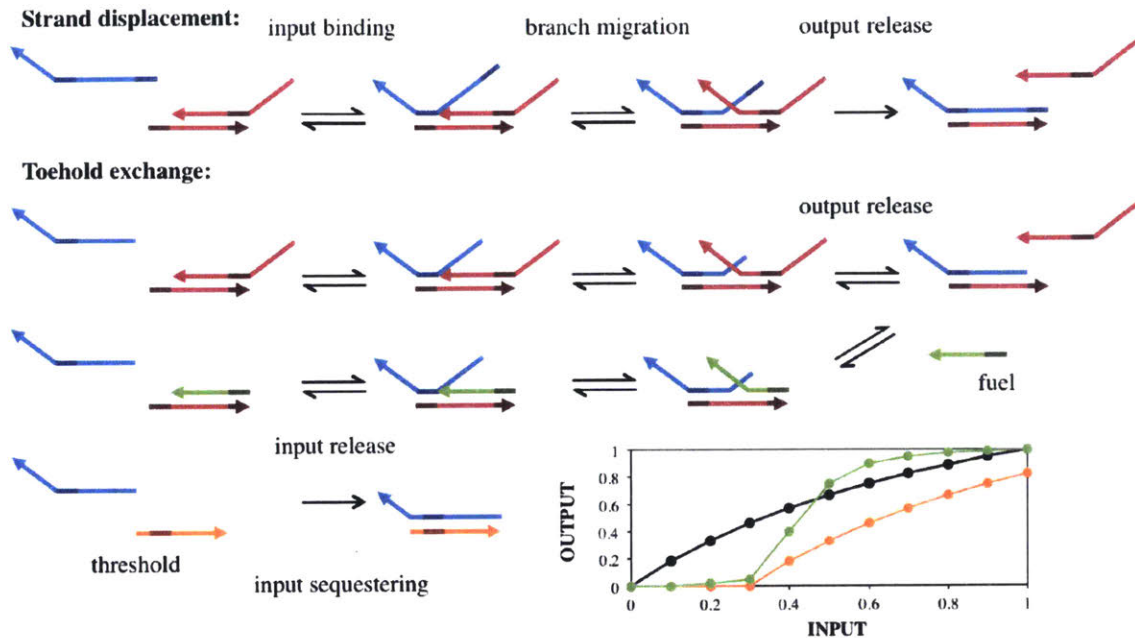 Strand displacement:
input binding
branch migration
output release
Toehold exchange:
output release
fuel
input release
threshold
input sequestering
OUTPUT
1
0.8
0.6
0.4
0.2
0
0 0.2 0.4 0.6 0.8 1
INPUT